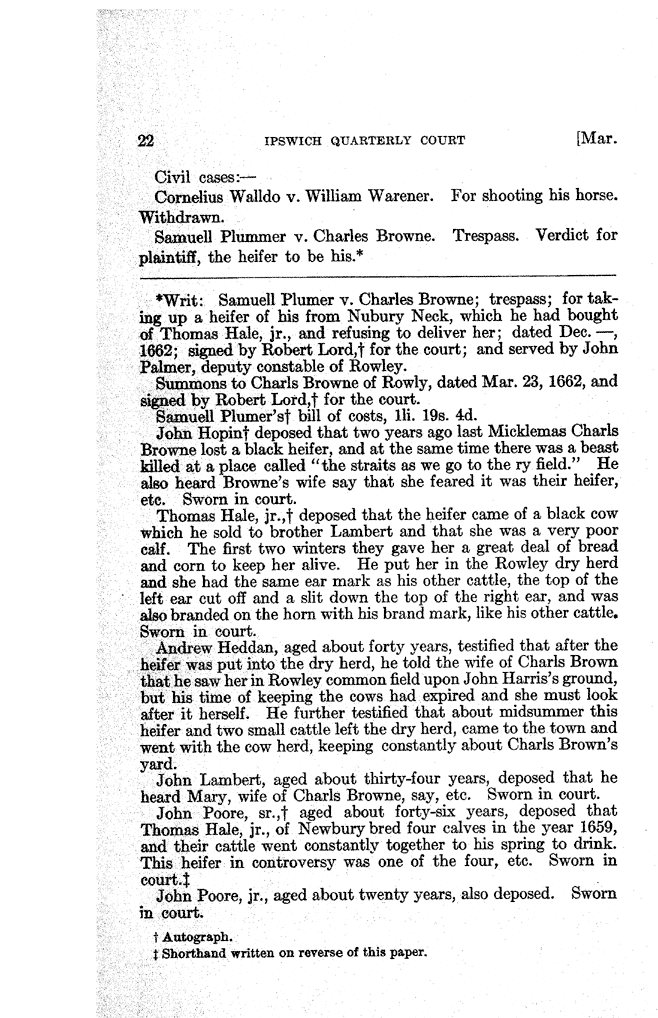 22 IPSWICH QUARTERLY COURT [Mar.
Civil cases:—
Cornelius Walldo v. William Warener. For shooting his horse.
Withdrawn.
Samuell Plummer v. Charles Browne. Trespass. Verdict for
plaintiff, the heifer to be his.*
*Writ: Samuell Plumer v. Charles Browne; trespass; for tak-
ing up a heifer of his from Nubury Neck, which he had bought
of Thomas Hale, jr., and refusing to deliver her; dated Dec. —,
1662; signed by Robert Lord,† for the court; and served by John
Palmer, deputy constable of Rowley.
Summons to Charls Browne of Rowly, dated Mar. 23, 1662, and
signed by Robert Lord,† for the court.
Samuell Plumer's† bill of costs, 1li. 19s. 4d.
John Hopin† deposed that two years ago last Micklemas Charls
Browne lost a black heifer, and at the same time there was a beast
killed at a place called "the straits as we go to the ry field." He
also heard Browne's wife say that she feared it was their heifer,
etc. Sworn in court.
Thomas Hale, jr.,† deposed that the heifer came of a black cow
which he sold to brother Lambert and that she was a very poor
calf. The first two winters they gave her a great deal of bread
and corn to keep her alive. He put her in the Rowley dry herd
and she had the same ear mark as his other cattle, the top of the
left ear cut off and a slit down the top of the right ear, and was
also branded on the horn with his brand mark, like his other cattle.
Sworn in court.
Andrew Heddan, aged about forty years, testified that after the
heifer was put into the dry herd, he told the wife of Charls Brown
that he saw her in Rowley common field upon John Harris's ground,
but his time of keeping the cows had expired and she must look
after it herself. He further testified that about midsummer this
heifer and two small cattle left the dry herd, came to the town and
went with the cow herd, keeping constantly about Charls Brown's
yard.
John Lambert, aged about thirty-four years, deposed that he
heard Mary, wife of Charls Browne, say, etc. Sworn in court.
John Poore, sr.,† aged about forty-six years, deposed that
Thomas Hale, jr., of Newbury bred four calves in the year 1659,
and their cattle went constantly together to his spring to drink.
This heifer in controversy was one of the four, etc. Sworn in
court.‡
John Poore, jr., aged about twenty years, also deposed. Sworn
in court.
† Autograph.
‡ Shorthand written on reverse of this paper.